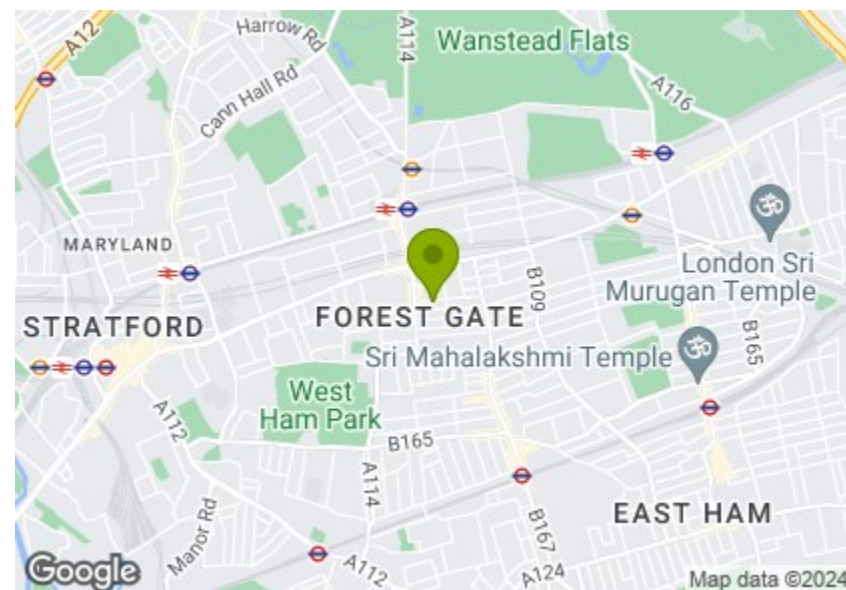 Harrow Rd
A114
A12
Wanstead Flats
Cann Hall Rd
A116
MARYLAND
London Sri
Murugan Temple
B109
STRATFORD
FOREST GATE
B165
Sri Mahalakshmi Temple
West
Ham Park
A112
B165
A114
Manor Rd
EAST HAM
B167
A112
A124
Google
Map data ©2024